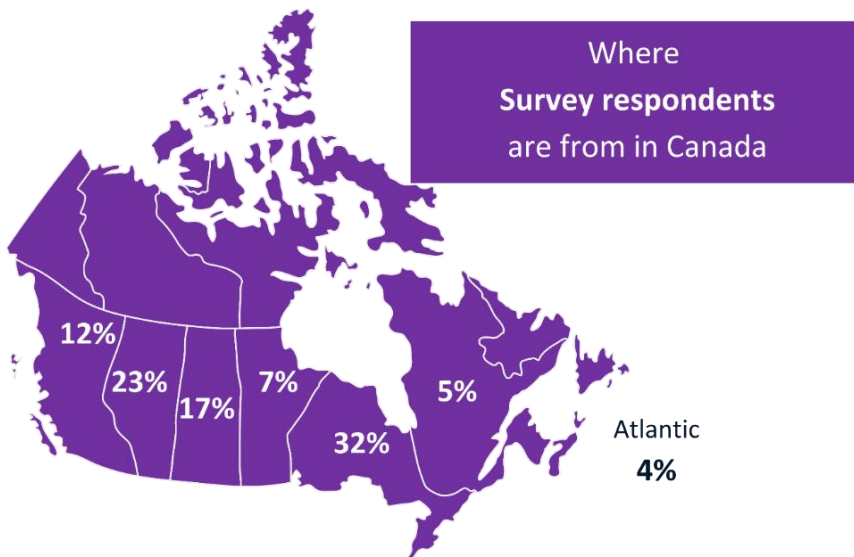 Where
Survey respondents
are from in Canada
12%
23%
17%
7%
32%
5%
Atlantic
4%